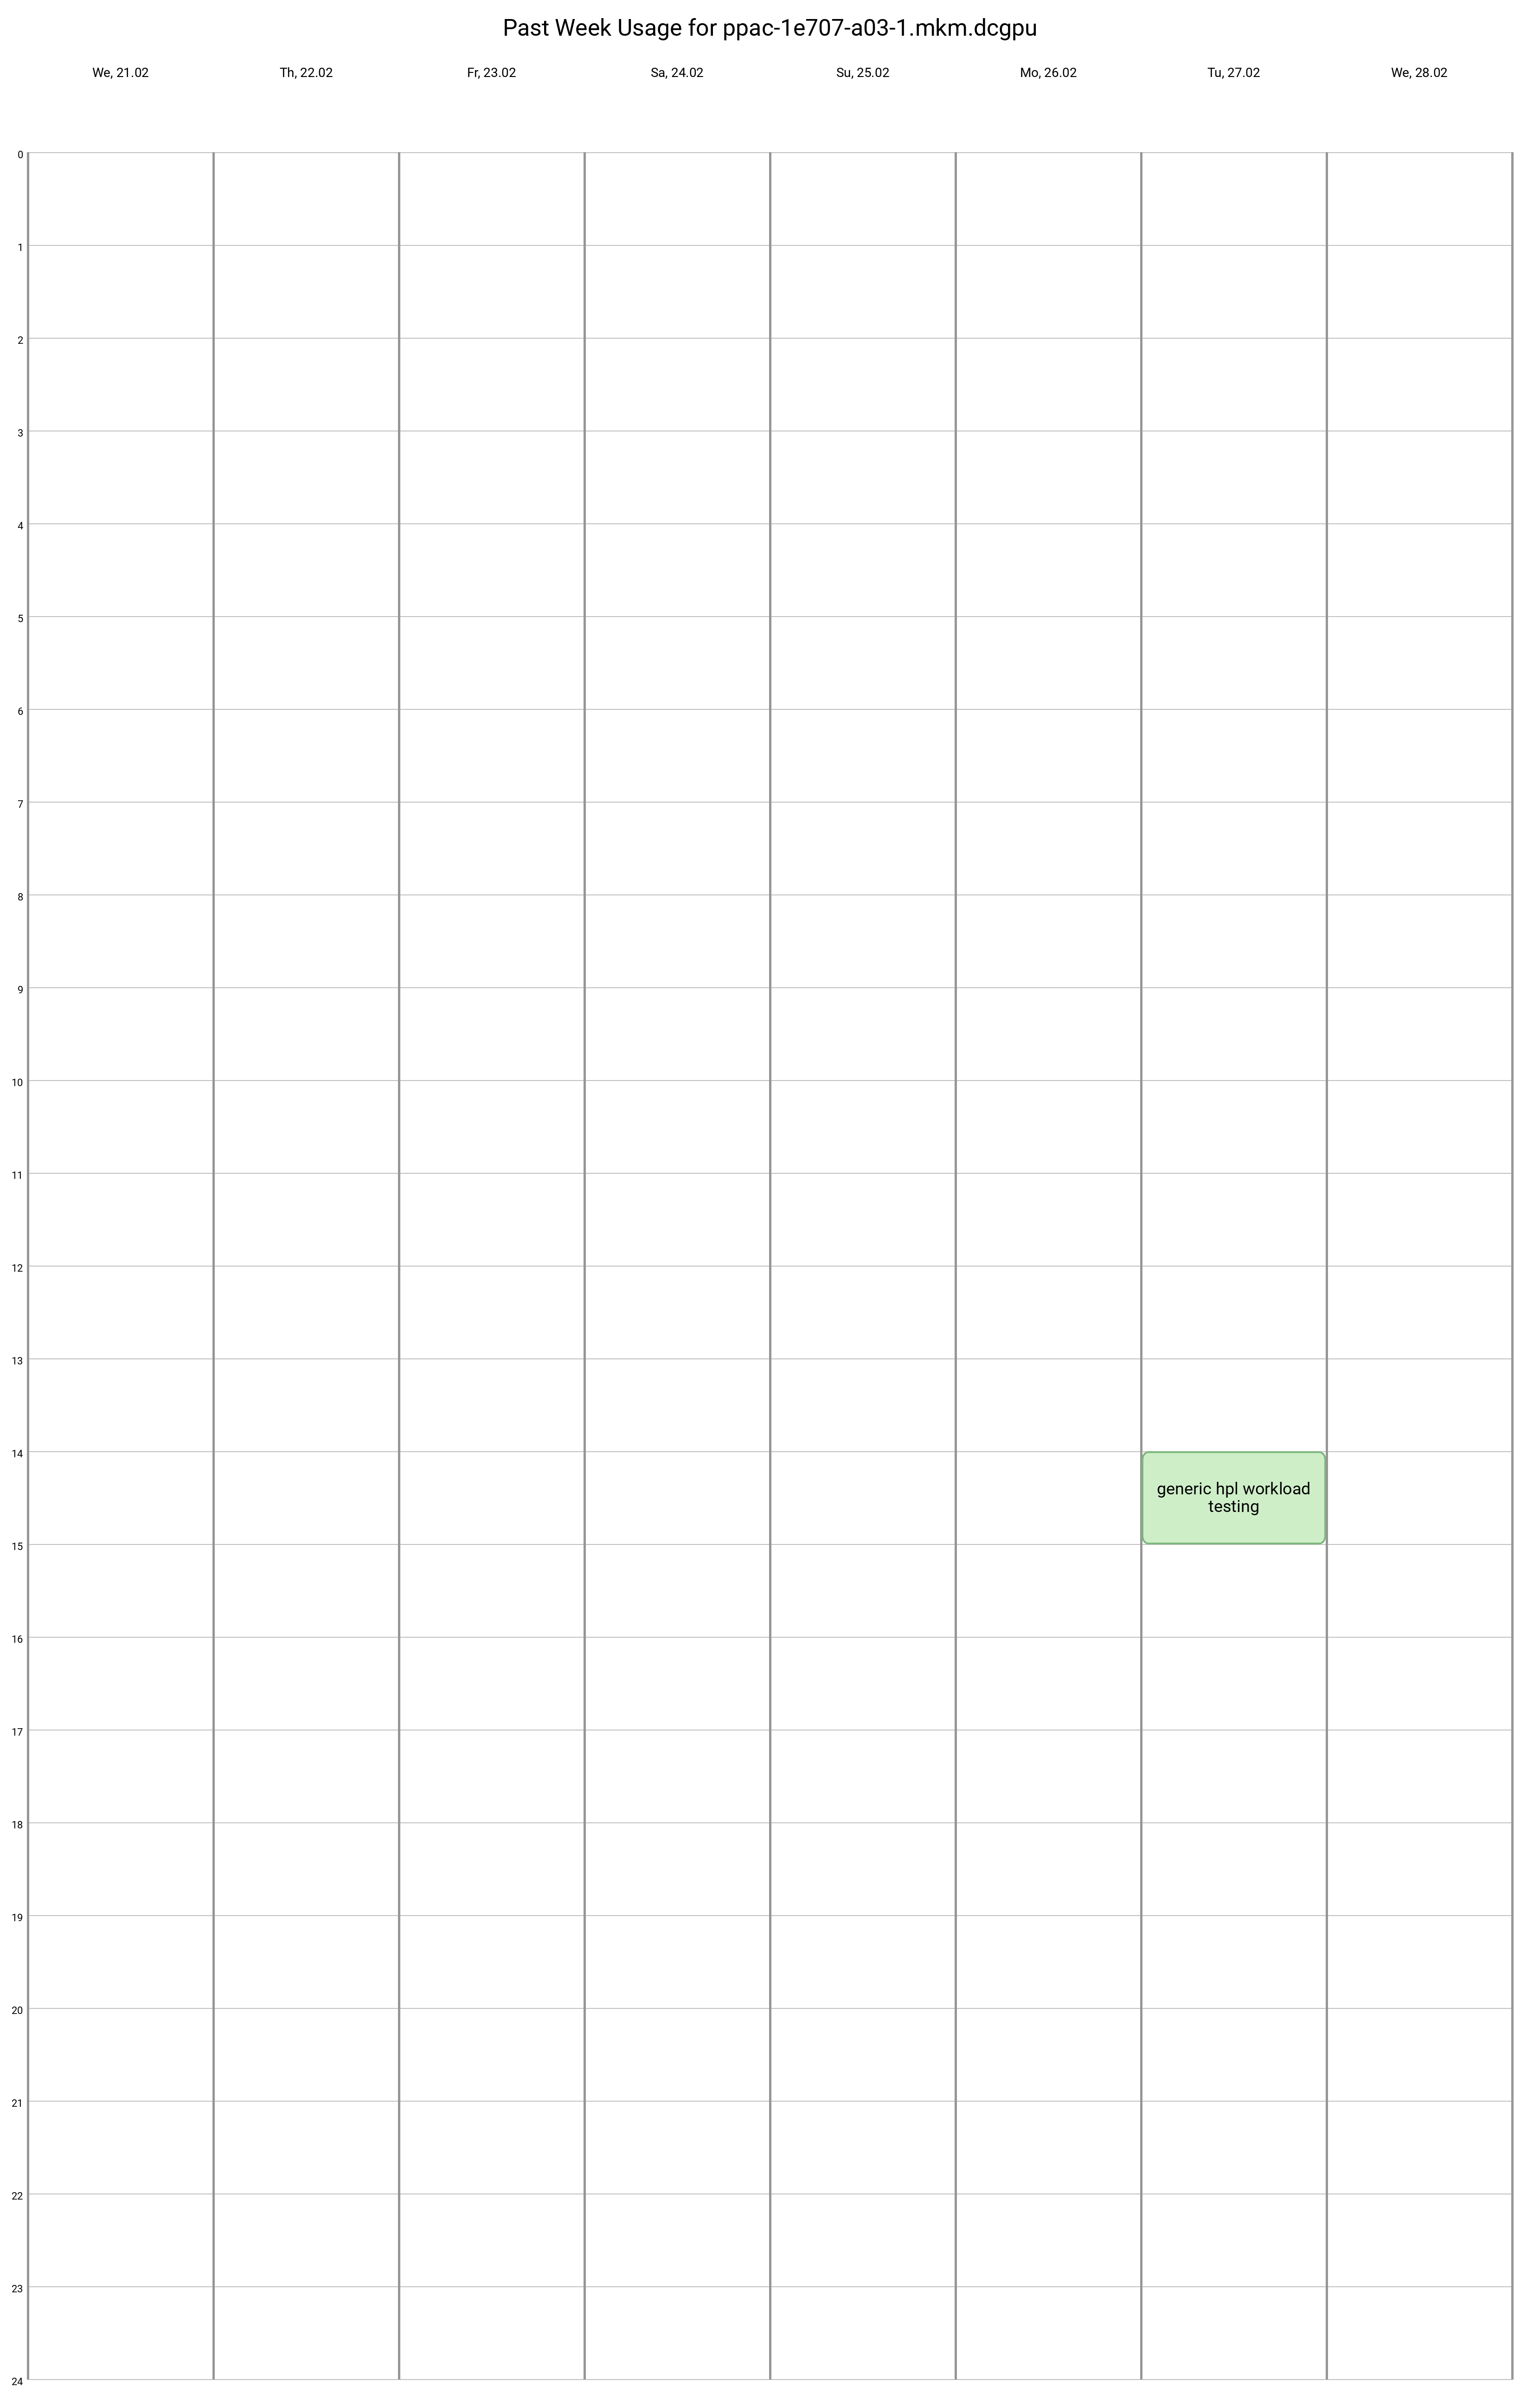 Past Week Usage for ppac-1e707-a03-1.mkm.dcgpu
We, 21.02
Th, 22.02
Fr, 23.02
Sa, 24.02
Su, 25.02
Mo, 26.02
Tu, 27.02
We, 28.02
0
1
2
3
4
5
6
7
8
9
10
11
12
13
14
generic hpl workload
testing
15
16
17
18
19
20
21
22
23
24